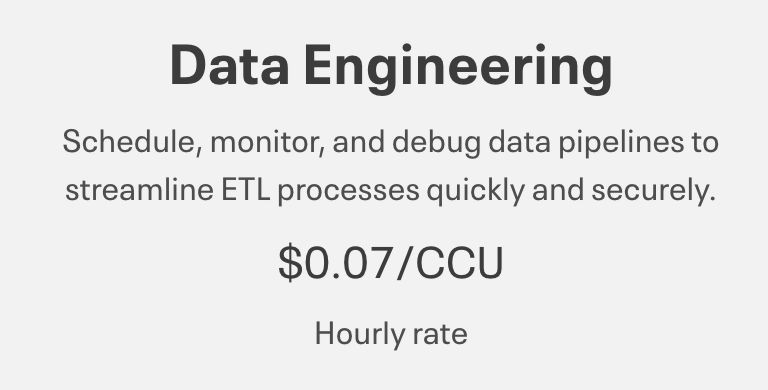 Data Engineering
Schedule, monitor, and debug data pipelines to
streamline ETL processes quickly and securely.
$0.07/CCU
Hourly rate